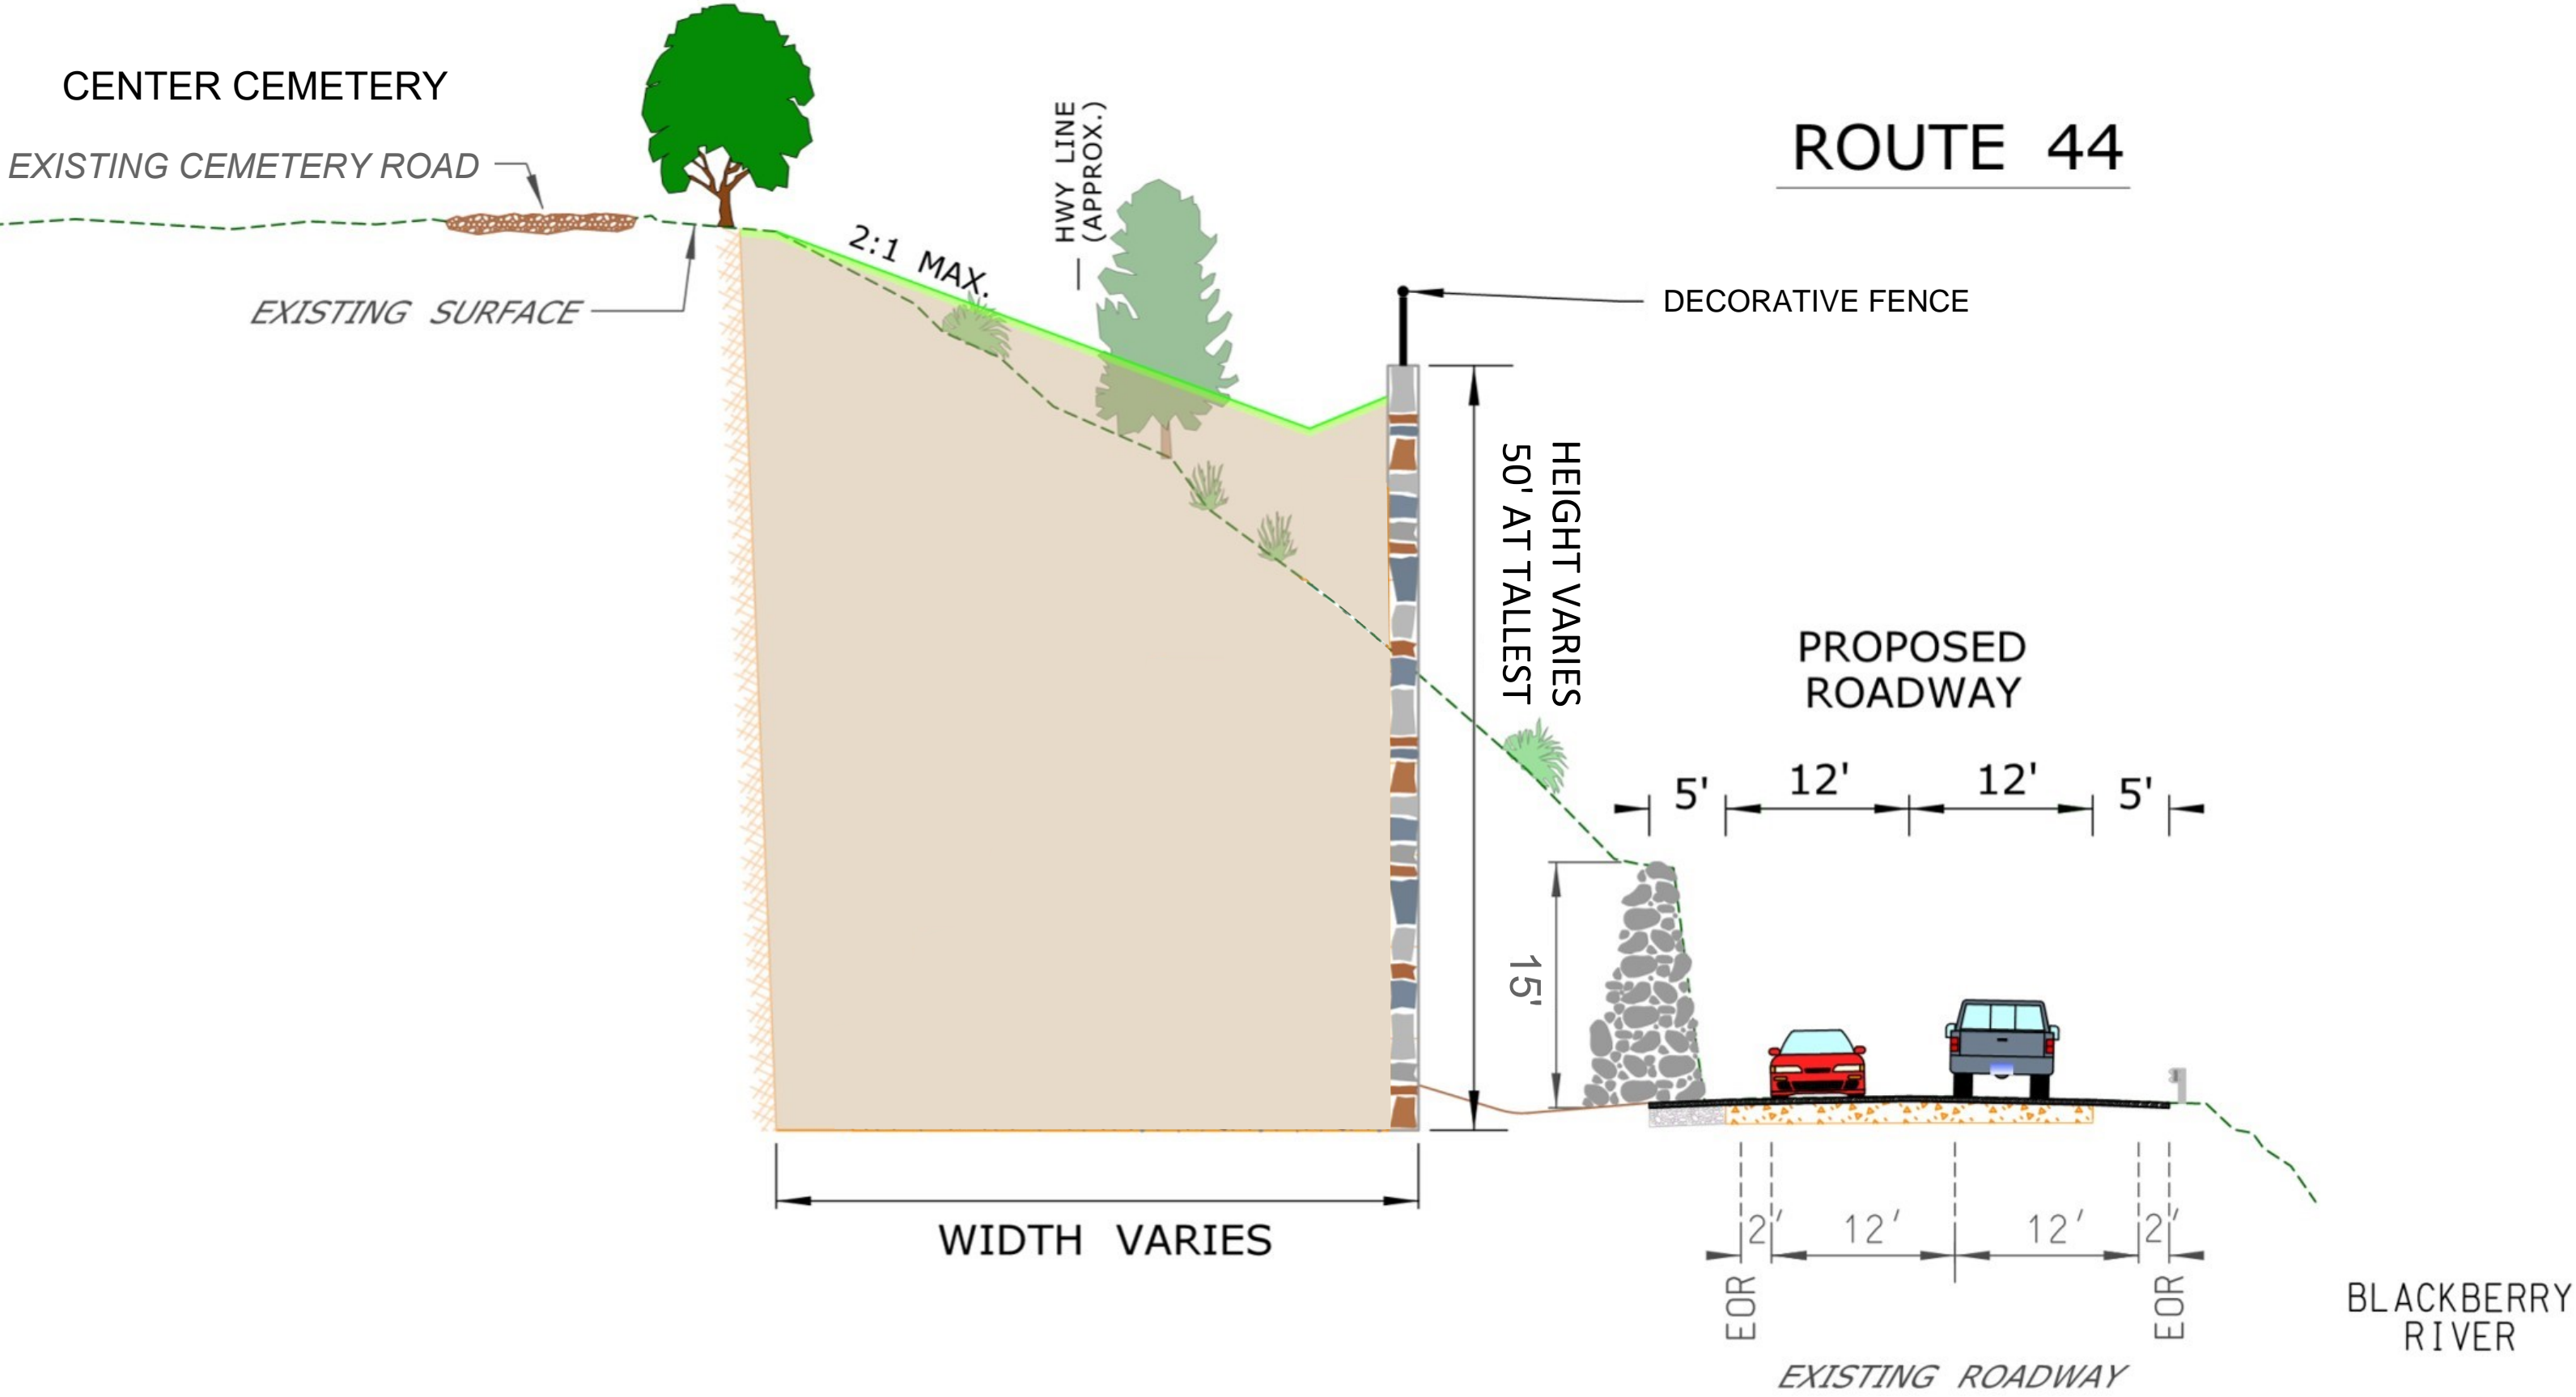 CENTER CEMETERY
EXISTING CEMETERY ROAD
EXISTING SURFACE
2:1 MAX.
HWY LINE
(APPROX.)
ROUTE 44
DECORATIVE FENCE
HEIGHT VARIES
50' AT TALLEST
PROPOSED
ROADWAY
5' 12' 12' 5'
15'
WIDTH VARIES
2' 12' 12' 2'
EOR EOR
EXISTING ROADWAY
BLACKBERRY
RIVER